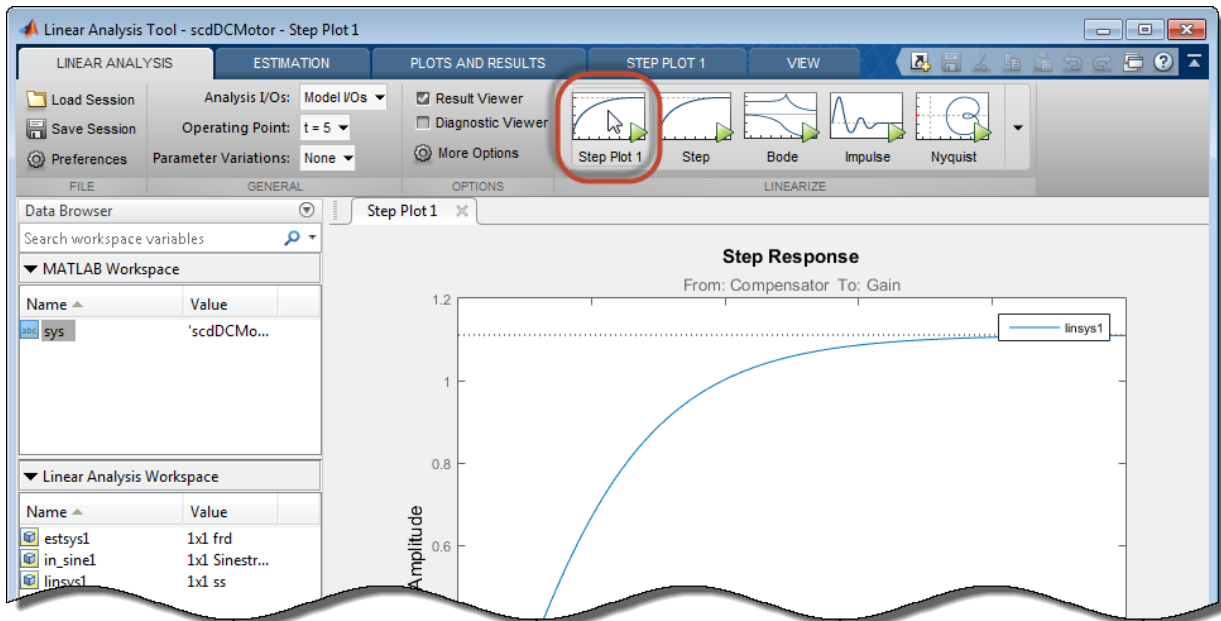 Linear Analysis Tool - scdDCMotor - Step Plot 1
LINEAR ANALYSIS ESTIMATION PLOTS AND RESULTS STEP PLOT 1 VIEW
Load Session
Save Session
Preferences
FILE
Analysis I/Os: Model I/Os
Operating Point: t = 5
Parameter Variations: None
GENERAL
Result Viewer
Diagnostic Viewer
More Options
OPTIONS
Step Plot 1 Step Bode Impulse Nyquist
LINEARIZE
Data Browser
Search workspace variables
MATLAB Workspace
Name Value
abc sys 'scdDCMo...
Linear Analysis Workspace
Name Value
estsys1 1x1 frd
in_sine1 1x1 Sinestr...
linsys1 1x1 ss
Step Plot 1
Step Response
From: Compensator To: Gain
1.2
1
0.8
0.6
Amplitude
linsys1